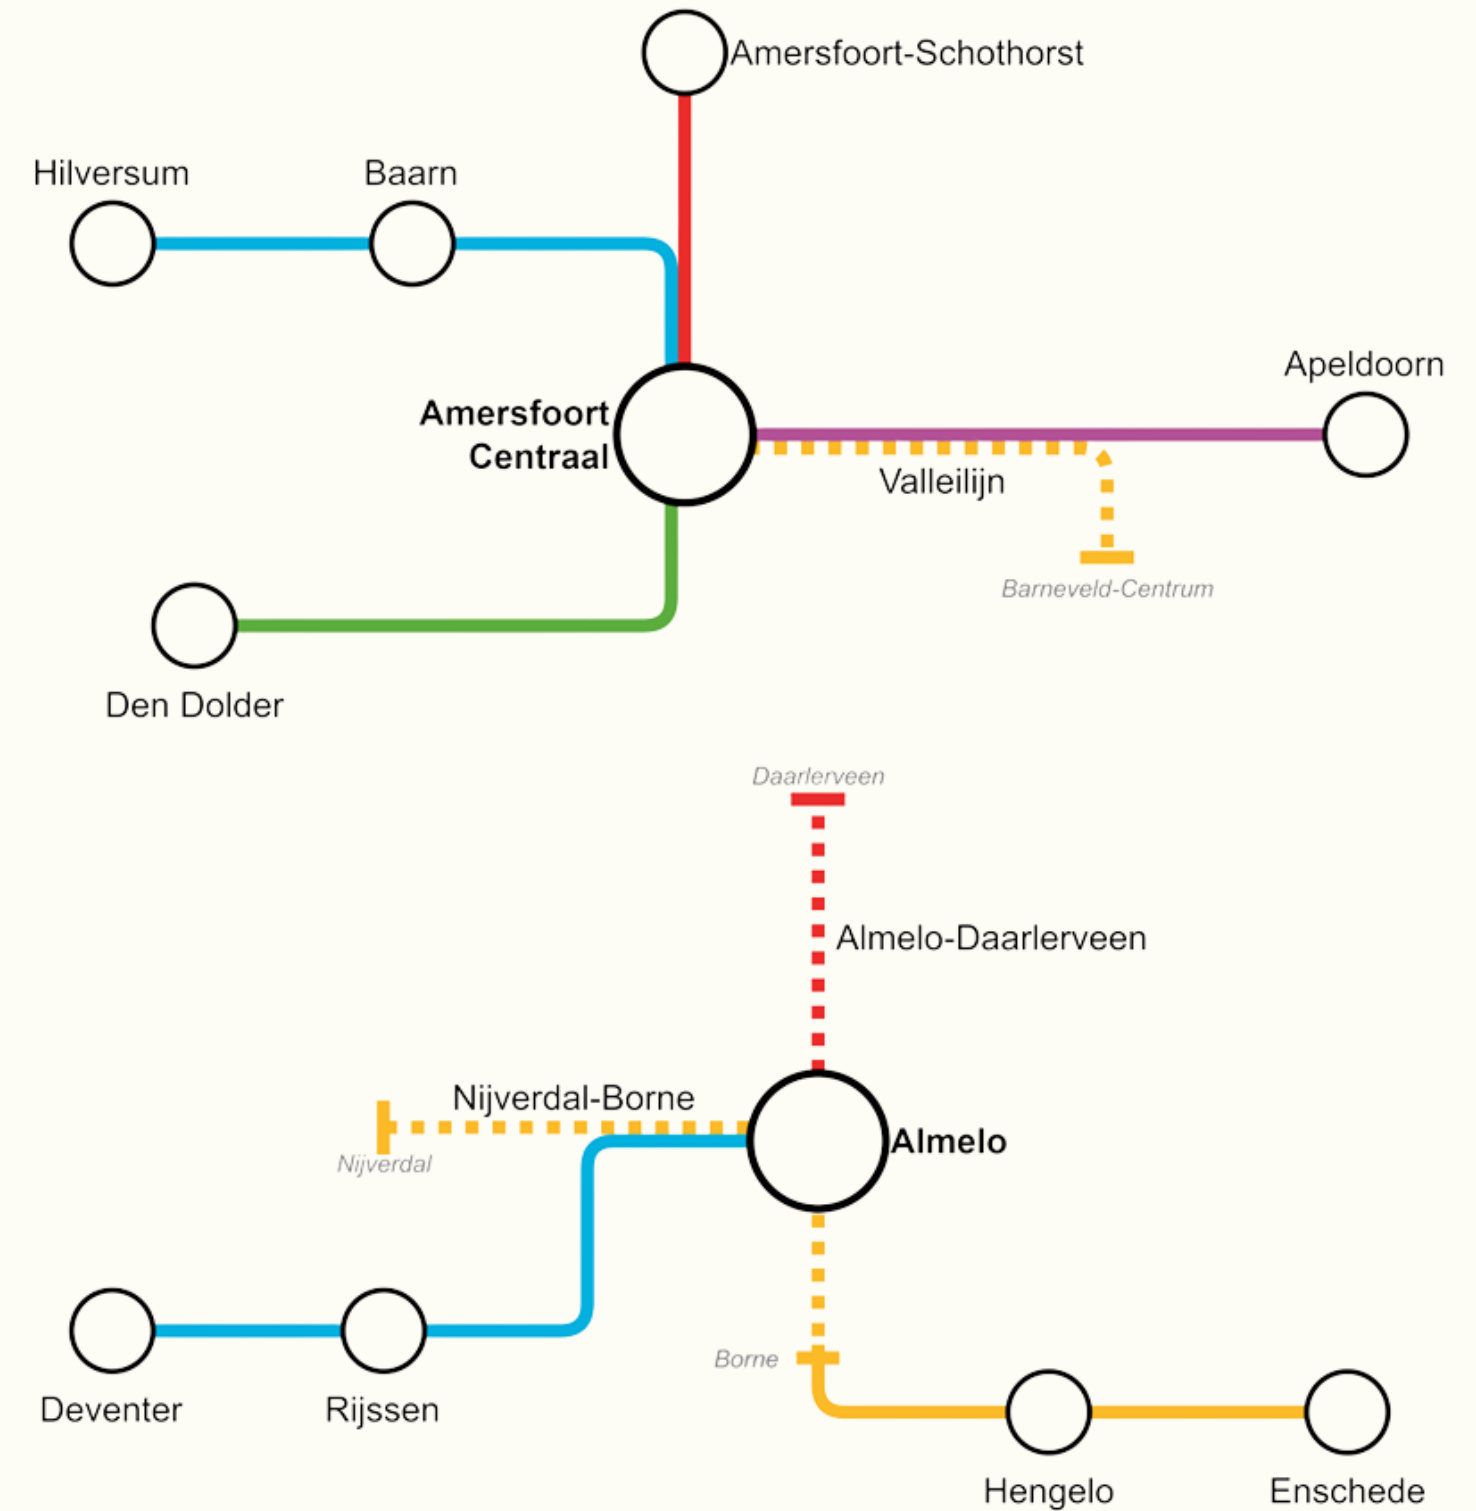 Amersfoort-Schothorst
Hilversum
Baarn
Apeldoorn
Amersfoort
Centraal
Valleilijn
Barneveld-Centrum
Den Dolder
Daarlerveen
Almelo-Daarlerveen
Nijverdal-Borne
Almelo
Nijverdal
Borne
Deventer
Rijssen
Hengelo
Enschede